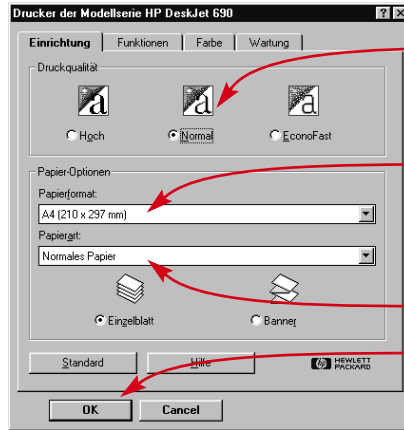 Drucker der Modellserie HP DeskJet 690
Einrichtung Funktionen Farbe Wartung
Druckqualität
Hoch Normal EconoFast
Papier-Optionen
Papierformat:
A4 (210 x 297 mm)
Papierart:
Normales Papier
Einzelblatt Banner
Standard Hilfe hp HEWLETT
PACKARD
OK Cancel